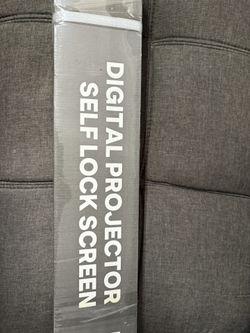 DIGITAL PROJECTOR
SELF LOCK SCREEN